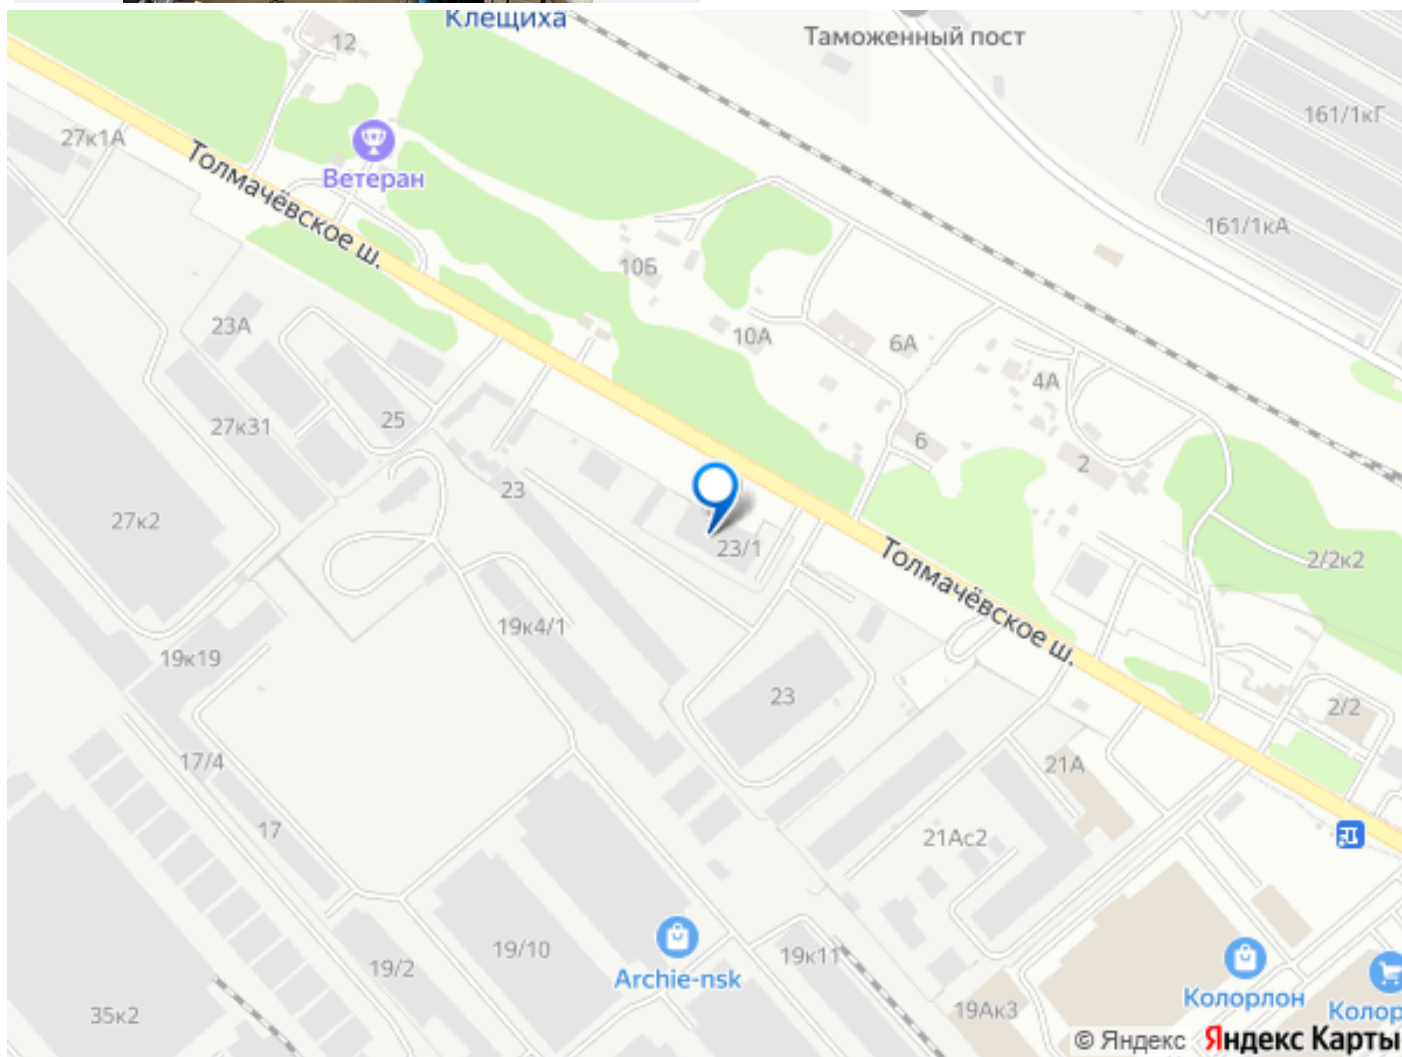 Клещиха
12
Таможенный пост
161/1кГ
27к1А
Ветеран
Толмачёвское ш.
161/1кА
10Б
23А
10А
6А
4А
25
27к31
6
2
23
27к2
23/1
Толмачёвское ш.
2/2к2
19к4/1
19к19
23
2/2
17/4
21А
17
21Ас2
19/10
19к11
19/2
Archie-nsk
Колорлон
Колор
19Ак3
35к2
© Яндекс Яндекс Карты